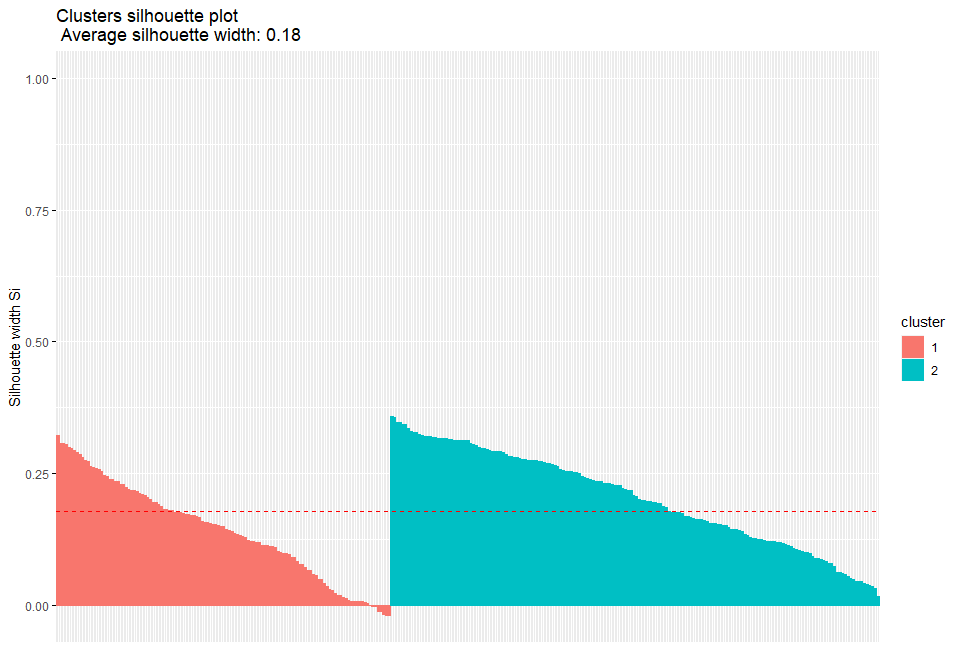 Clusters silhouette plot
Average silhouette width: 0.18
1.00
0.75
0.50
0.25
0.00
Silhouette width Si
cluster
1
2